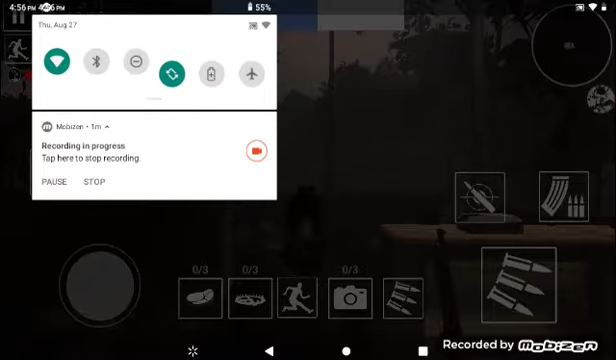 4:56 PM
55%
Thu, Aug 27
Mobizen • 1m
Recording in progress
Tap here to stop recording.
PAUSE STOP
0/3 0/3 0/3
Recorded by mobizen